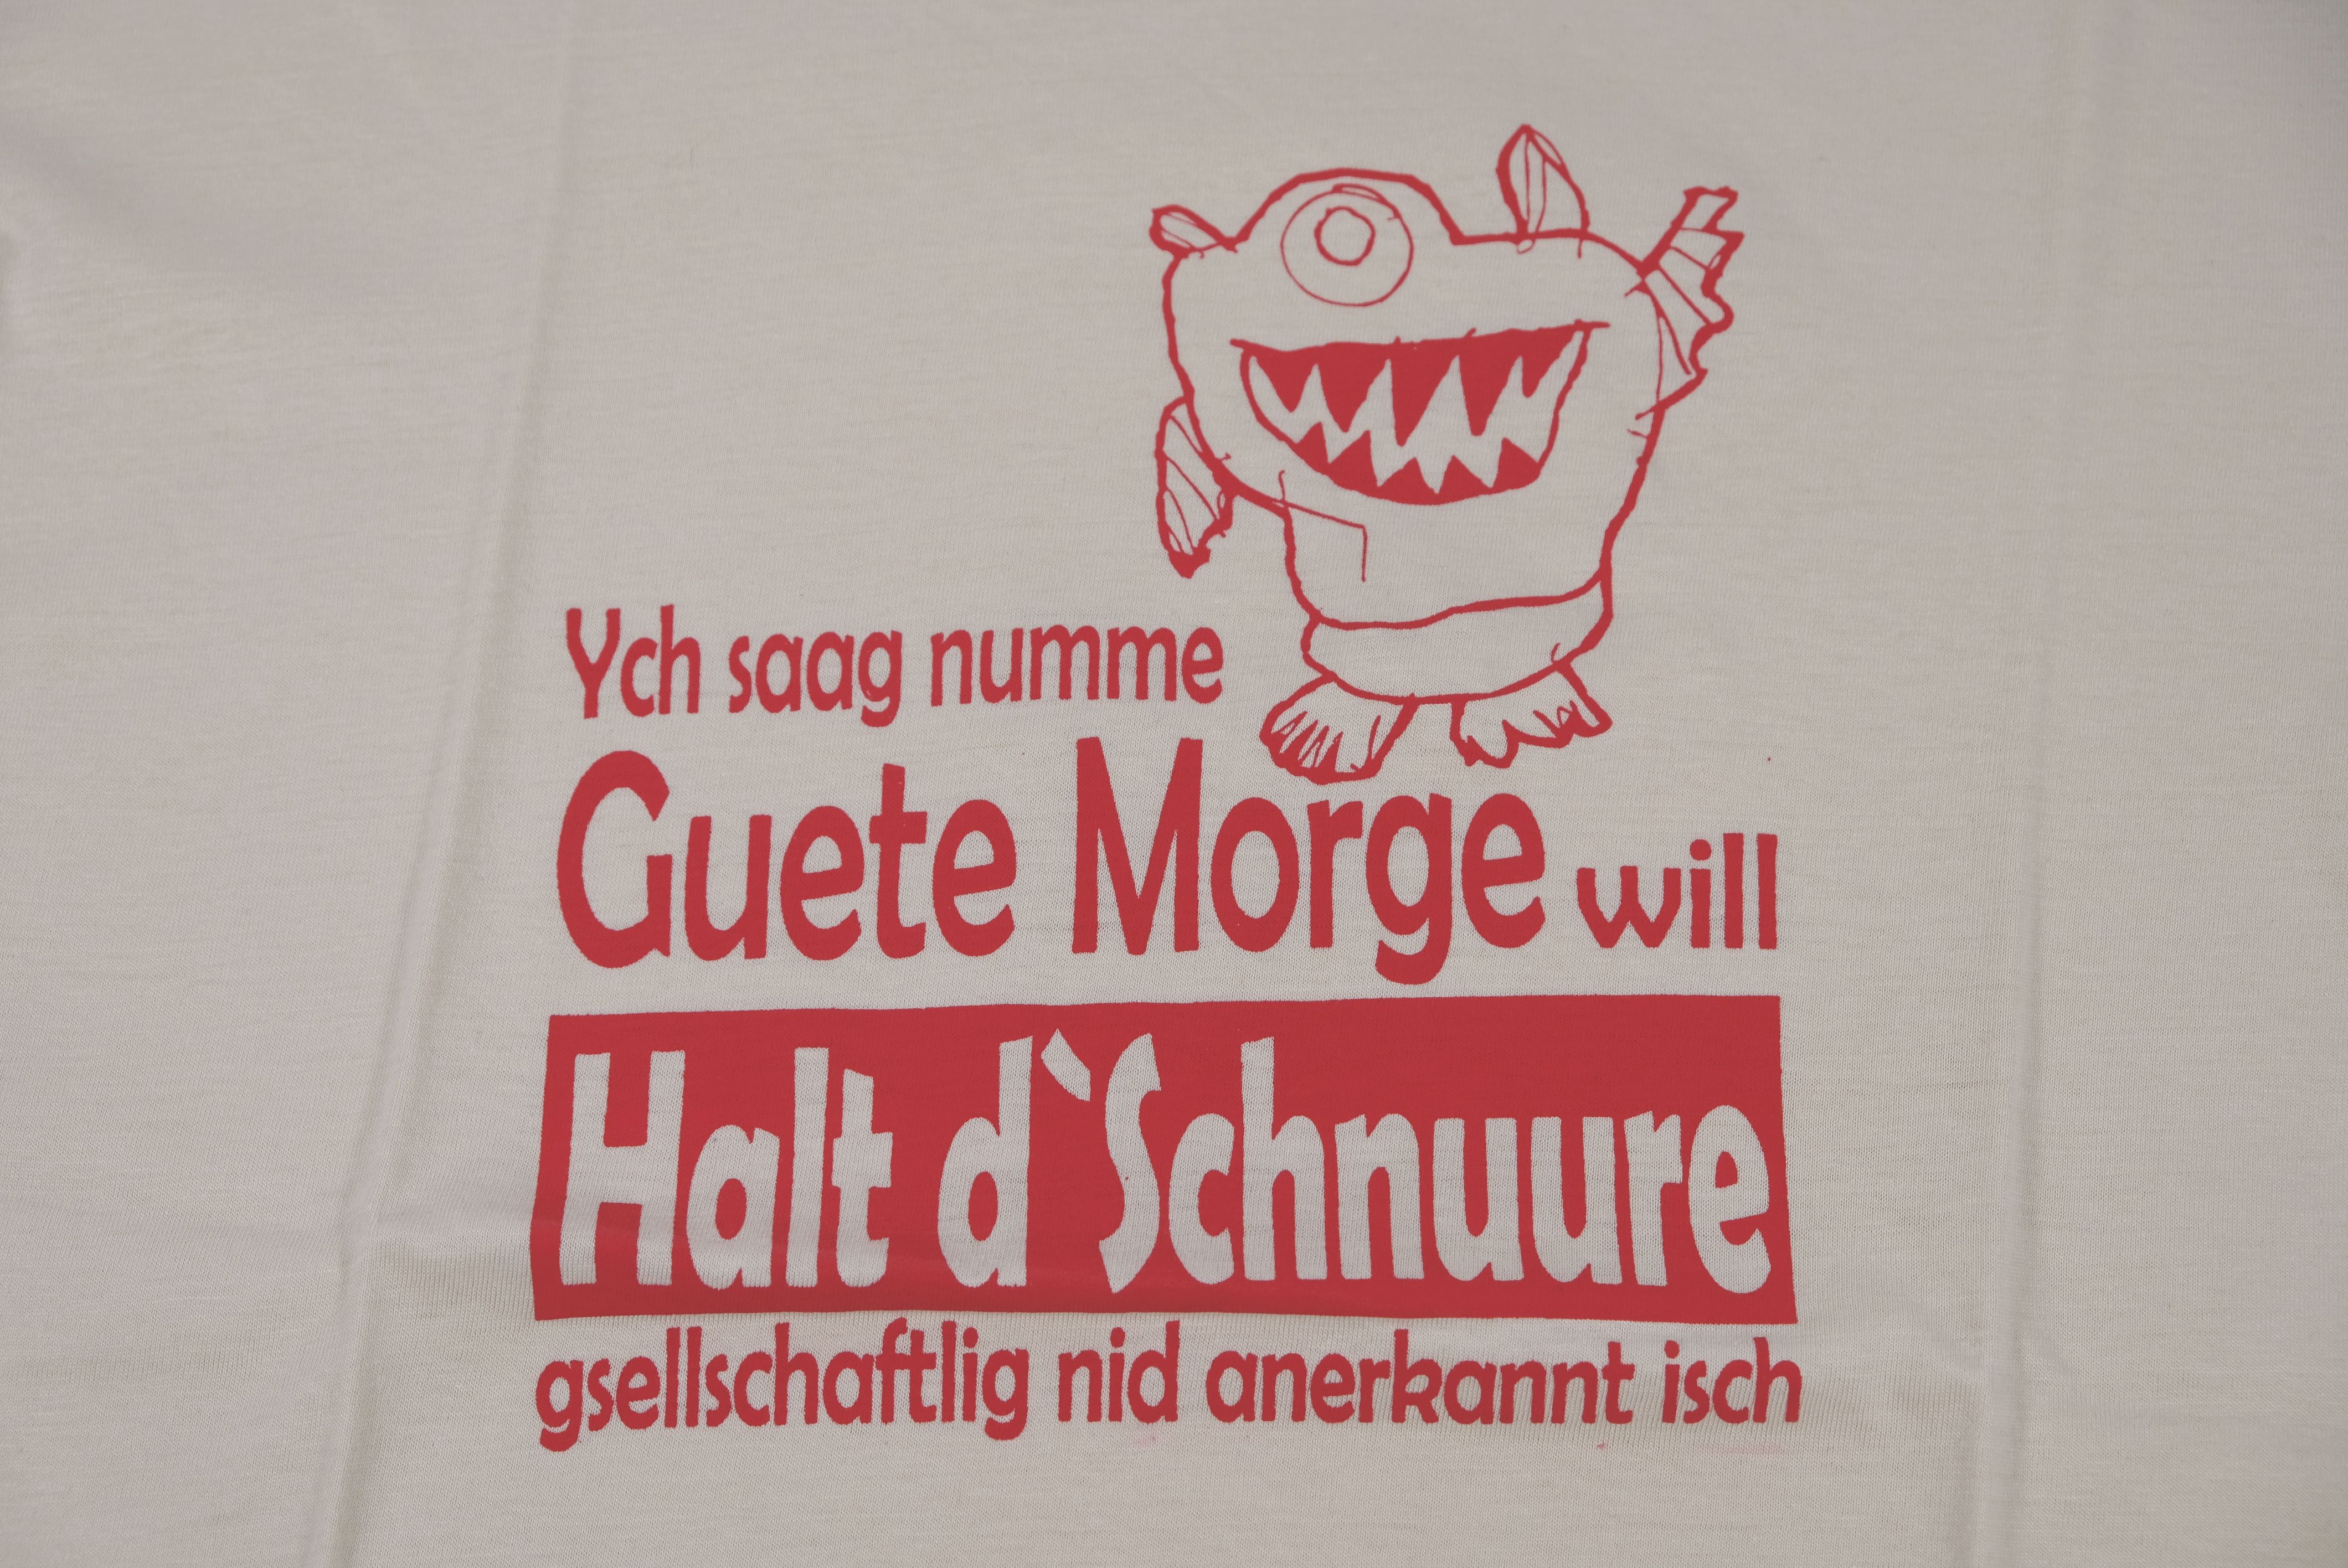 Ych saag numme
Guete Morge will
Halt d`Schnuure
gsellschaftlig nid anerkannt isch